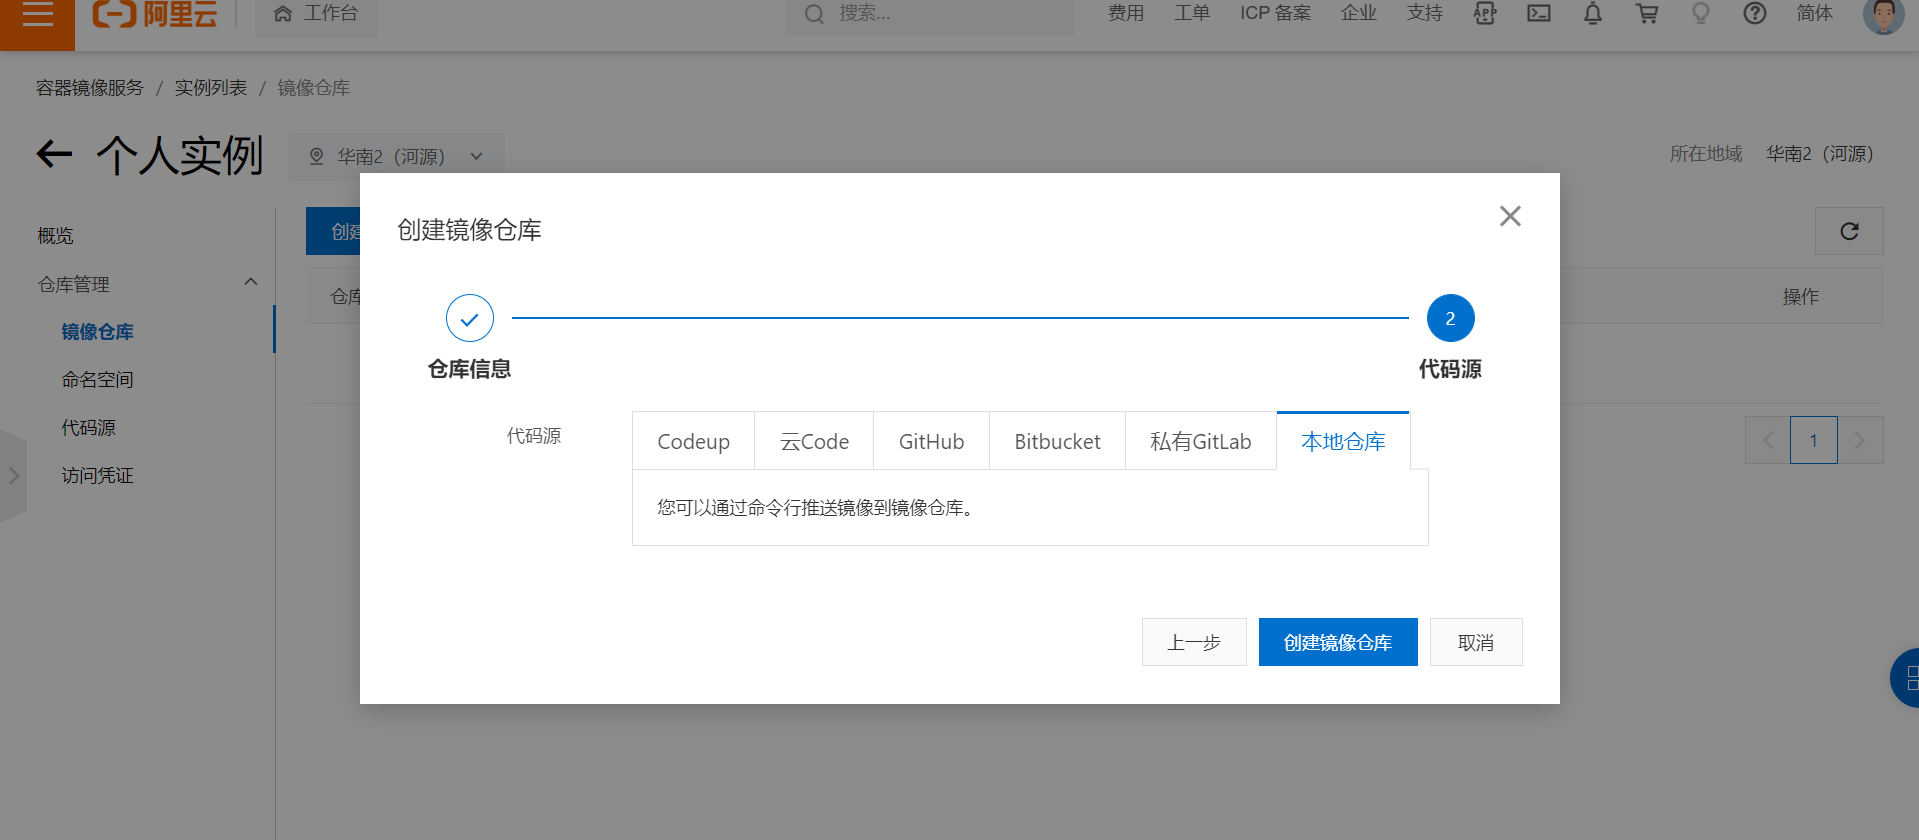 阿里云
工作台
搜索...
费用
工单
ICP 备案
企业
支持
APP
简体
容器镜像服务 / 实例列表 / 镜像仓库
个人实例
华南2（河源）
所在地域 华南2（河源）
概览
仓库管理
镜像仓库
命名空间
代码源
访问凭证
创建
仓库
操作
1
创建镜像仓库
2
仓库信息
代码源
代码源
Codeup
云Code
GitHub
Bitbucket
私有GitLab
本地仓库
您可以通过命令行推送镜像到镜像仓库。
上一步
创建镜像仓库
取消